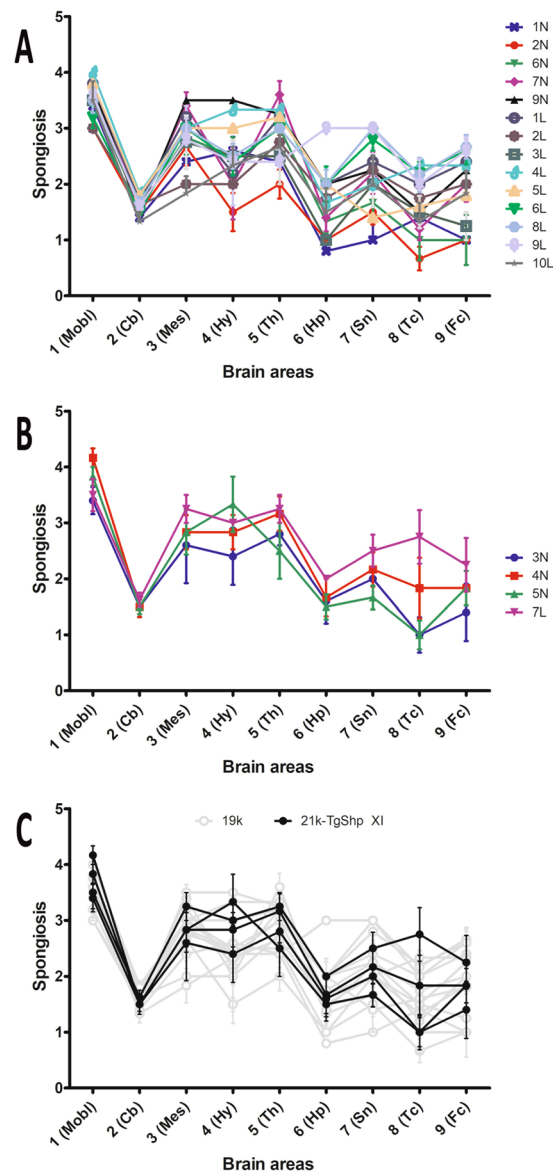 A
Spongiosis
5
4
3
2
1
0
1 (Mobl)
2 (Cb)
3 (Mes)
4 (Hy)
5 (Th)
6 (Hp)
7 (Sn)
8 (Tc)
9 (Fc)
Brain areas
1N
2N
6N
7N
9N
1L
2L
3L
4L
5L
6L
8L
9L
10L
B
Spongiosis
5
4
3
2
1
0
1 (Mobl)
2 (Cb)
3 (Mes)
4 (Hy)
5 (Th)
6 (Hp)
7 (Sn)
8 (Tc)
9 (Fc)
Brain areas
3N
4N
5N
7L
C
19k 21k-TgShp XI
Spongiosis
5
4
3
2
1
0
1 (Mobl)
2 (Cb)
3 (Mes)
4 (Hy)
5 (Th)
6 (Hp)
7 (Sn)
8 (Tc)
9 (Fc)
Brain areas